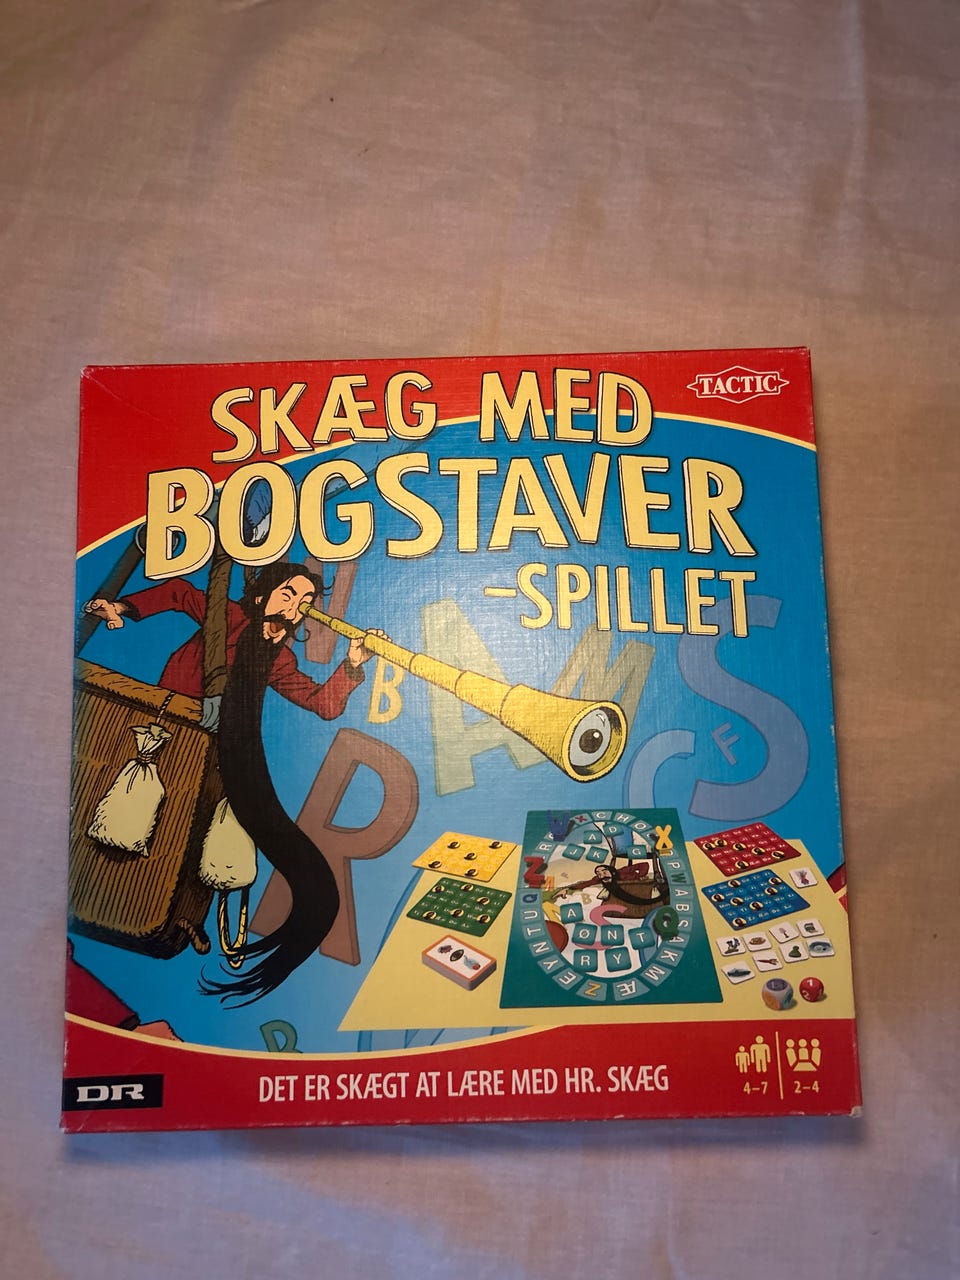 SKÆG MED
TACTIC
BOGSTAVER
-SPILLET
B
A
M
S
F
C
R
B
DR
DET ER SKÆGT AT LÆRE MED HR. SKÆG
4-7
2-4